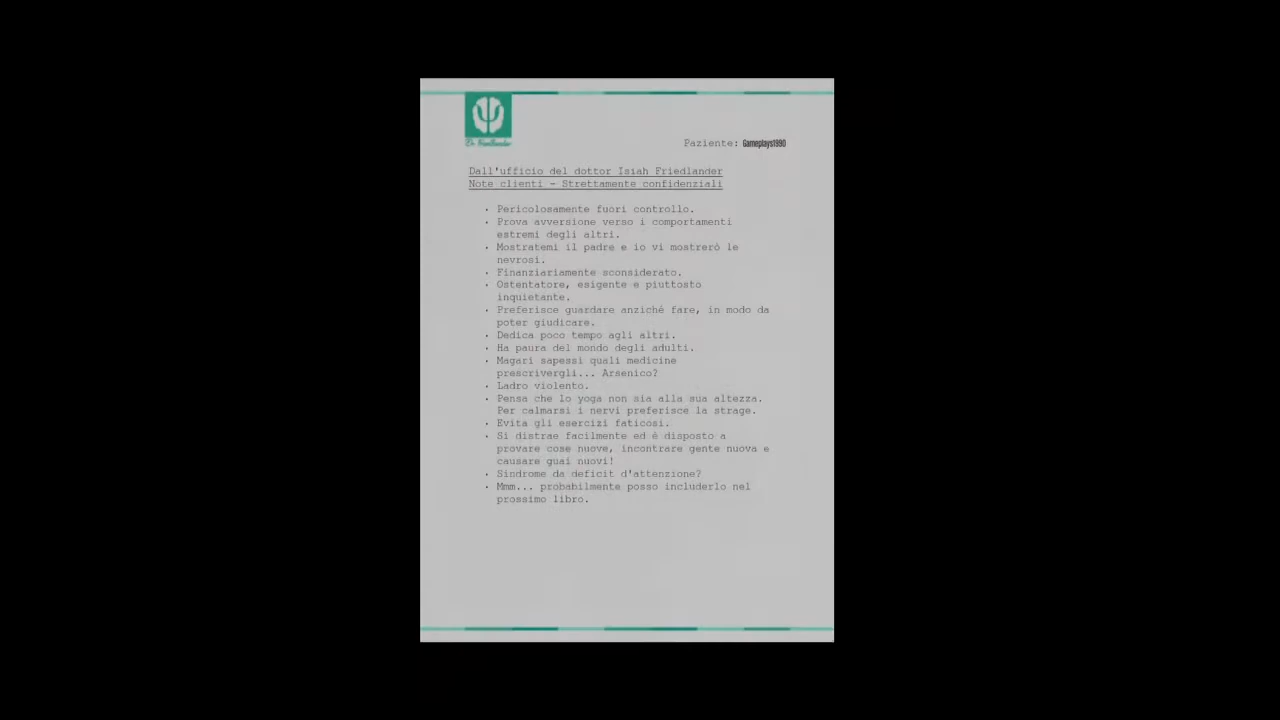 Dr. Friedlander
Paziente: Gameplays1990
Dall'ufficio del dottor Isiah Friedlander
Note clienti - Strettamente confidenziali
• Pericolosamente fuori controllo.
• Prova avversione verso i comportamenti
estremi degli altri.
• Mostratemi il padre e io vi mostrerò le
nevrosi.
• Finanziariamente sconsiderato.
• Ostentatore, esigente e piuttosto
inquietante.
• Preferisce guardare anziché fare, in modo da
poter giudicare.
• Dedica poco tempo agli altri.
• Ha paura del mondo degli adulti.
• Magari sapessi quali medicine
prescrivergli... Arsenico?
• Ladro violento.
• Pensa che lo yoga non sia alla sua altezza.
Per calmarsi i nervi preferisce la strage.
• Evita gli esercizi faticosi.
• Si distrae facilmente ed è disposto a
provare cose nuove, incontrare gente nuova e
causare guai nuovi!
• Sindrome da deficit d'attenzione?
• Mmm... probabilmente posso includerlo nel
prossimo libro.